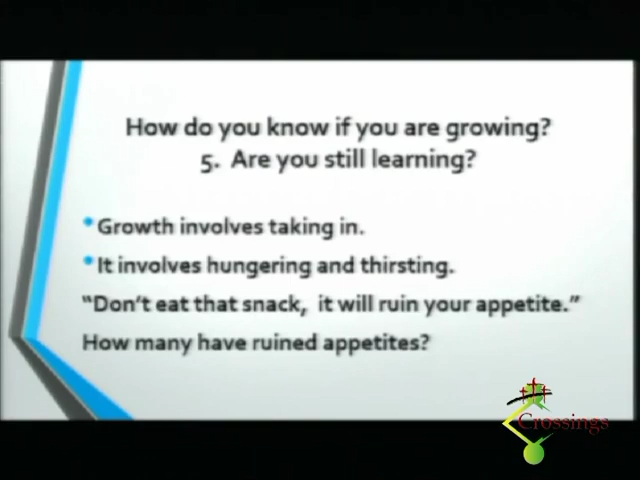 How do you know if you are growing?
5. Are you still learning?
• Growth involves taking in.
• It involves hungering and thirsting.
“Don’t eat that snack, it will ruin your appetite.”
How many have ruined appetites?
Crossings